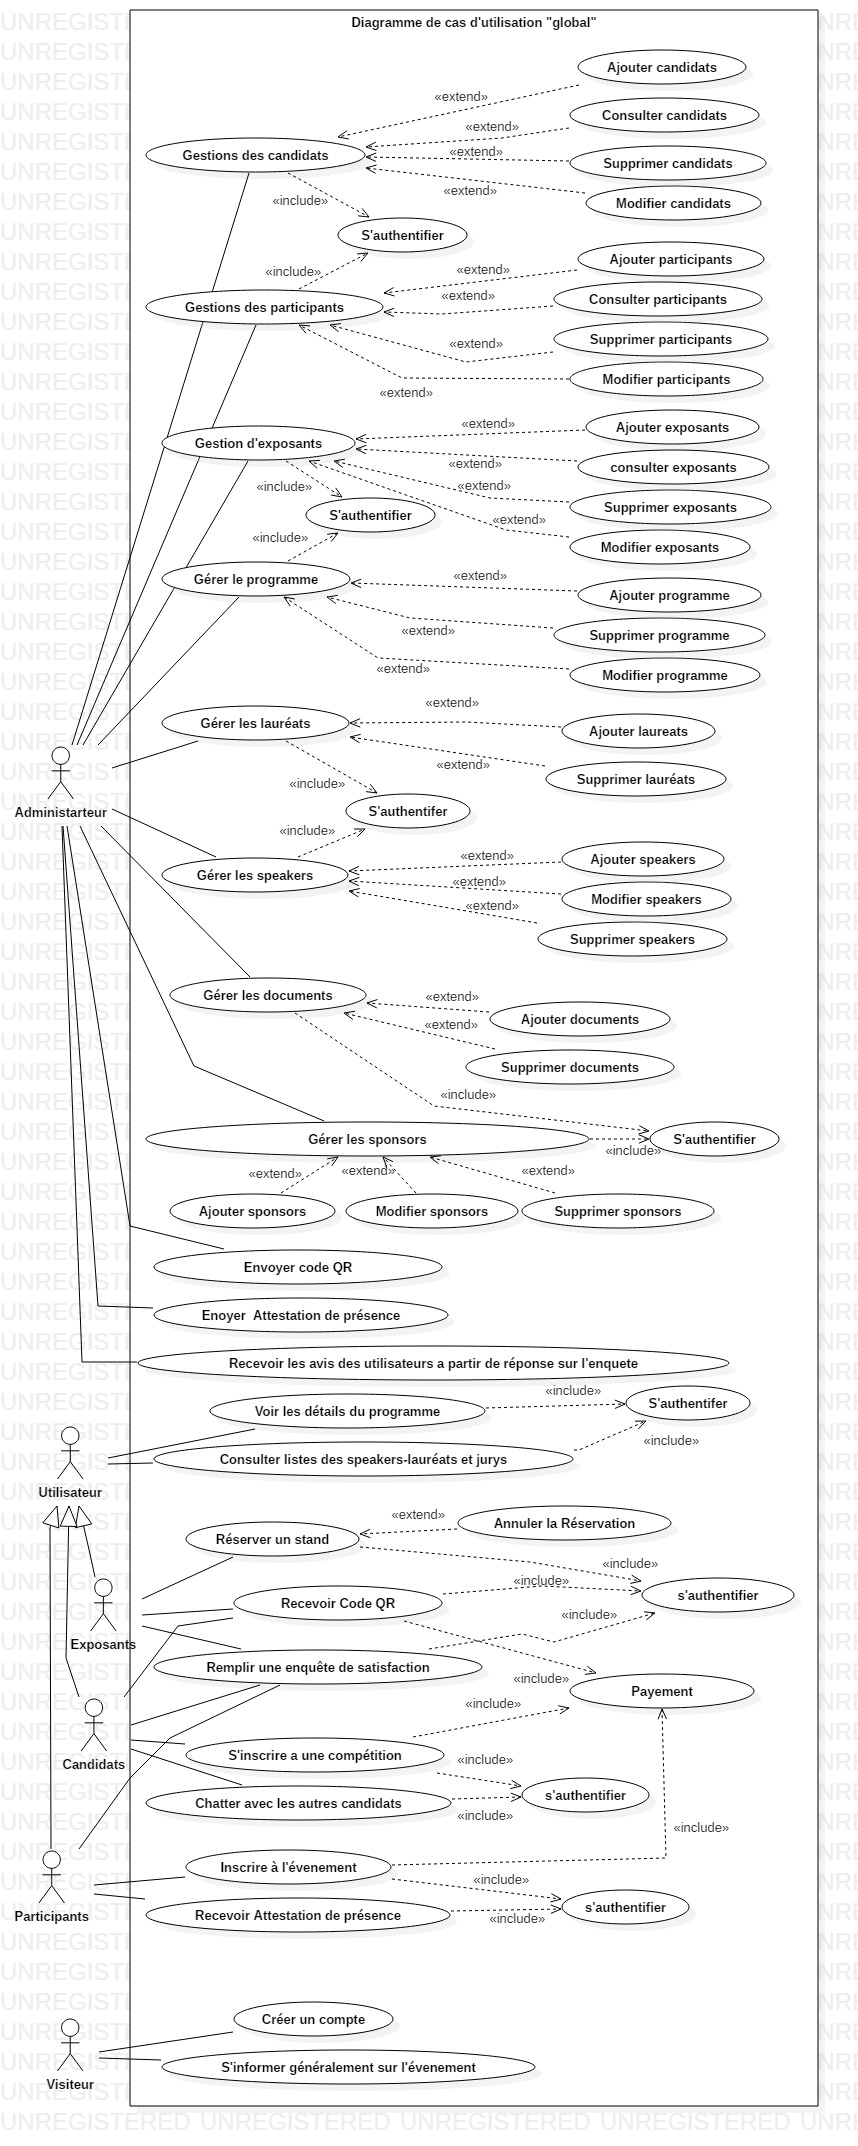 Diagramme de cas d'utilisation "global"
Ajouter candidats
«extend»
Consulter candidats
«extend»
Gestions des candidats
«extend»
Supprimer candidats
«extend»
Modifier candidats
«include»
S'authentifier
«include»
Ajouter participants
«extend»
Gestions des participants
«extend»
Consulter participants
Supprimer participants
«extend»
Modifier participants
«extend»
Ajouter exposants
«extend»
Gestion d'exposants
«extend»
consulter exposants
«include»
«extend»
Supprimer exposants
S'authentifier
«extend»
«include»
Modifier exposants
Gérer le programme
«extend»
Ajouter programme
«extend»
Supprimer programme
«extend»
Modifier programme
«extend»
Gérer les lauréats
Ajouter laureats
«extend»
Supprimer lauréats
«include»
Administarteur
S'authentifer
«include»
«extend»
Ajouter speakers
Gérer les speakers
«extend»
Modifier speakers
«extend»
Supprimer speakers
Gérer les documents
«extend»
Ajouter documents
«extend»
Supprimer documents
«include»
Gérer les sponsors
S'authentifier
«include»
«extend»
«extend»
«extend»
Ajouter sponsors
Modifier sponsors
Supprimer sponsors
Envoyer code QR
Enoyer  Attestation de présence
Recevoir les avis des utilisateurs a partir de réponse sur l'enquete
«include»
Voir les détails du programme
S'authentifer
«include»
Consulter listes des speakers-lauréats et jurys
Utilisateur
«extend»
Annuler la Réservation
Réserver un stand
«include»
«include»
s'authentifier
Recevoir Code QR
«include»
Exposants
Remplir une enquête de satisfaction
«include»
Payement
«include»
Candidats
S'inscrire a une compétition
«include»
s'authentifier
Chatter avec les autres candidats
«include»
«include»
Inscrire à l'évenement
«include»
s'authentifier
Participants
Recevoir Attestation de présence
«include»
Créer un compte
S'informer généralement sur l'évenement
Visiteur
UNREGISTERED UNREGISTERED UNREGISTERED UNREGISTERED